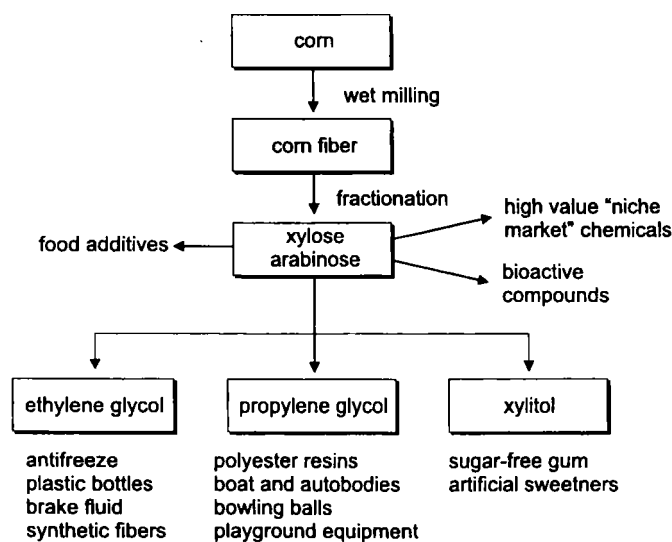 corn
wet milling
corn fiber
fractionation
food additives
xylose
arabinose
high value "niche
market" chemicals
bioactive
compounds
ethylene glycol
propylene glycol
xylitol
antifreeze
plastic bottles
brake fluid
synthetic fibers
polyester resins
boat and autobodies
bowling balls
playground equipment
sugar-free gum
artificial sweetners